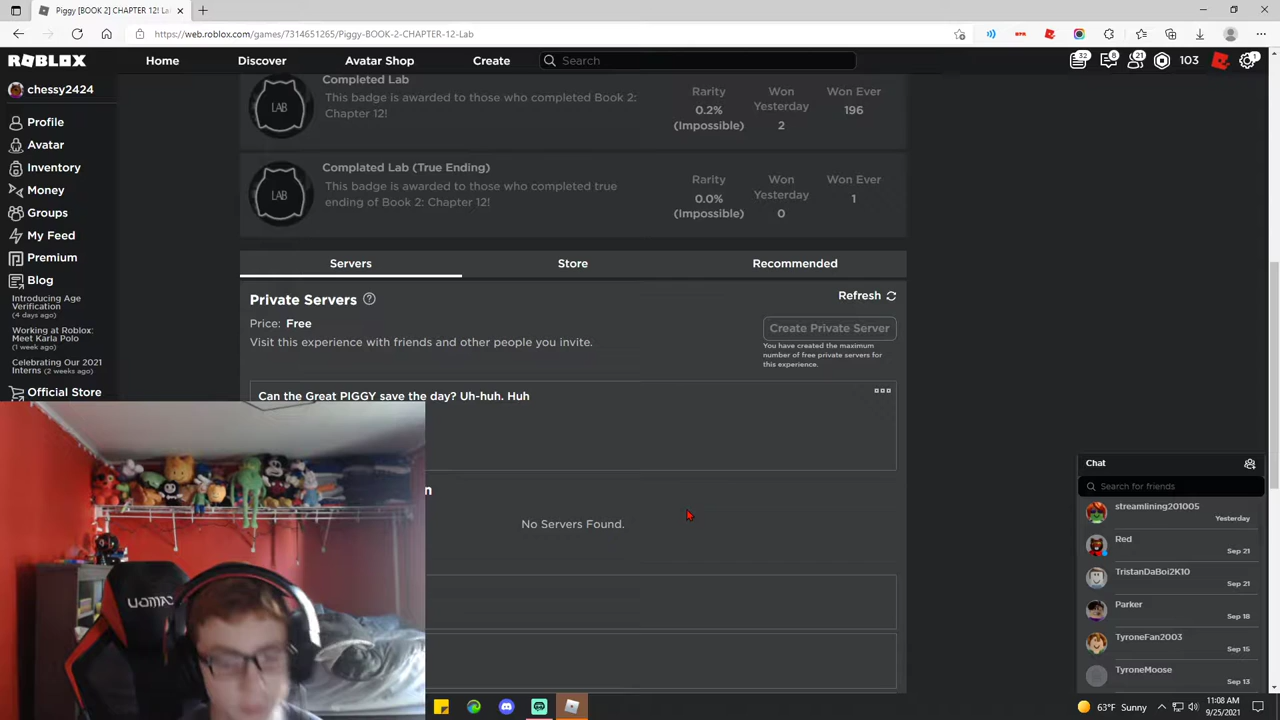 Piggy [BOOK 2] CHAPTER 12! La
https://web.roblox.com/games/7314651265/Piggy-BOOK-2-CHAPTER-12-Lab
ROBLOX
Home
Discover
Avatar Shop
Create
Search
32
8
21
103
chessy2424
Profile
Avatar
Inventory
Money
Groups
My Feed
Premium
Blog
Introducing Age
Verification
(4 days ago)
Working at Roblox:
Meet Karla Polo
(1 week ago)
Celebrating Our 2021
Interns (2 weeks ago)
Official Store
LAB
Completed Lab
This badge is awarded to those who completed Book 2:
Chapter 12!
Rarity
0.2%
(Impossible)
Won
Yesterday
2
Won Ever
196
LAB
Complated Lab (True Ending)
This badge is awarded to those who completed true
ending of Book 2: Chapter 12!
Rarity
0.0%
(Impossible)
Won
Yesterday
0
Won Ever
1
Servers
Store
Recommended
Private Servers
Refresh
Price: Free
Visit this experience with friends and other people you invite.
Create Private Server
You have created the maximum
number of free private servers for
this experience.
Can the Great PIGGY save the day? Uh-huh. Huh
n
No Servers Found.
Chat
Search for friends
streamlining201005
Yesterday
Red
Sep 21
TristanDaBoi2K10
Sep 21
Parker
Sep 18
TyroneFan2003
Sep 15
TyroneMoose
Sep 13
63°F Sunny
11:08 AM
9/25/2021